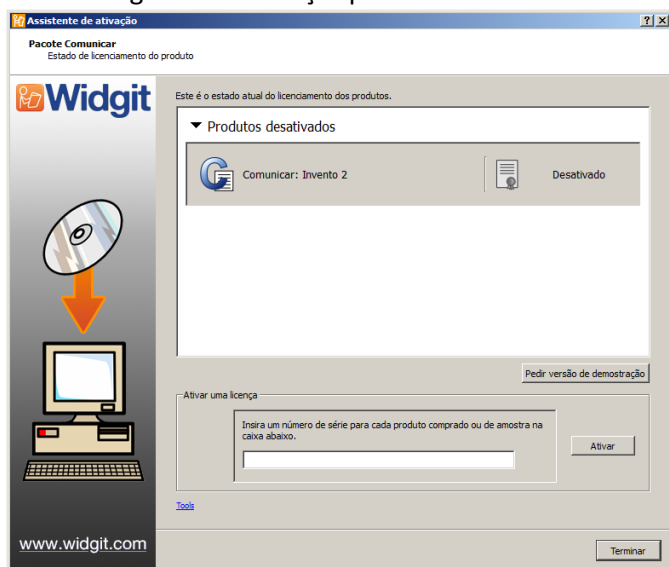 Assistente de ativação
Pacote Comunicar
Estado de licenciamento do produto
Widgit
Este é o estado atual do licenciamento dos produtos.
Produtos desativados
Comunicar: Invento 2
Desativado
Pedir versão de demostração
Ativar uma licença
Insira um número de série para cada produto comprado ou de amostra na
caixa abaixo.
Ativar
Tools
www.widgit.com
Terminar